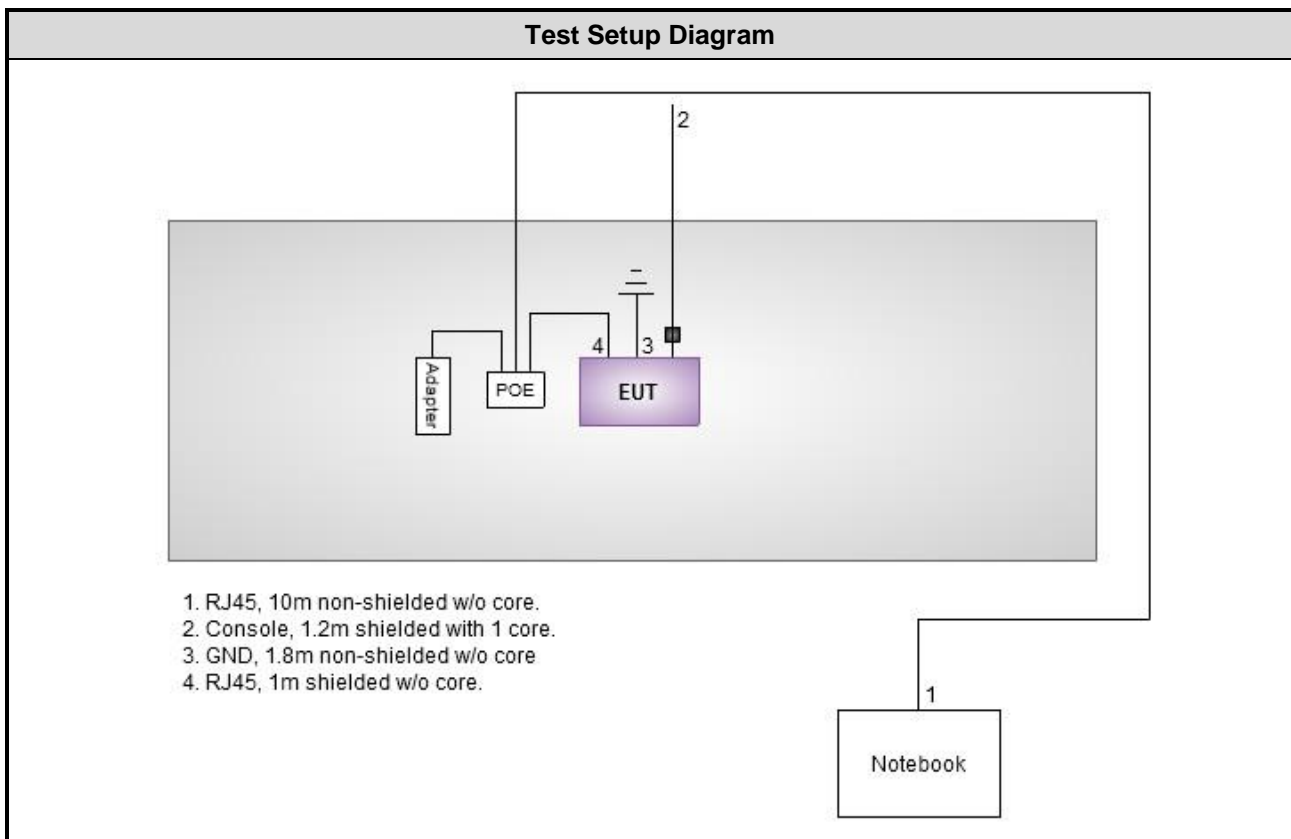 Test Setup Diagram
2
4
3
Adapter
POE
EUT
1. RJ45, 10m non-shielded w/o core.
2. Console, 1.2m shielded with 1 core.
3. GND, 1.8m non-shielded w/o core
4. RJ45, 1m shielded w/o core.
1
Notebook